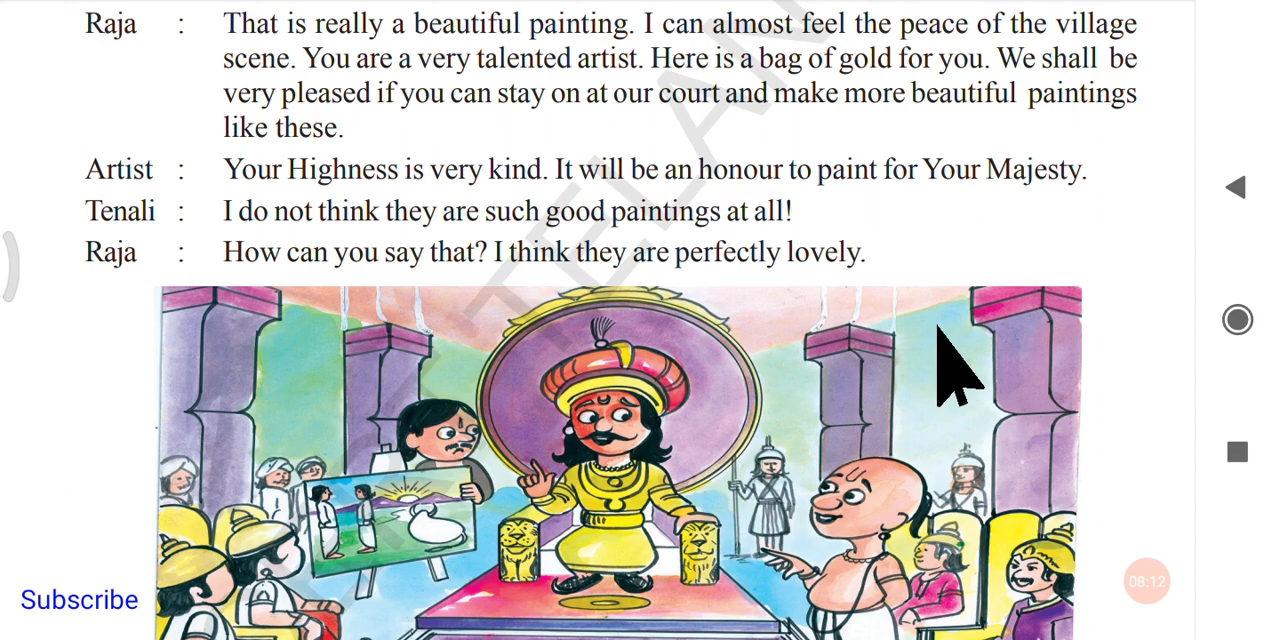 Raja : That is really a beautiful painting. I can almost feel the peace of the village
scene. You are a very talented artist. Here is a bag of gold for you. We shall be
very pleased if you can stay on at our court and make more beautiful paintings
like these.
Artist : Your Highness is very kind. It will be an honour to paint for Your Majesty.
Tenali : I do not think they are such good paintings at all!
Raja : How can you say that? I think they are perfectly lovely.
Subscribe
08:12